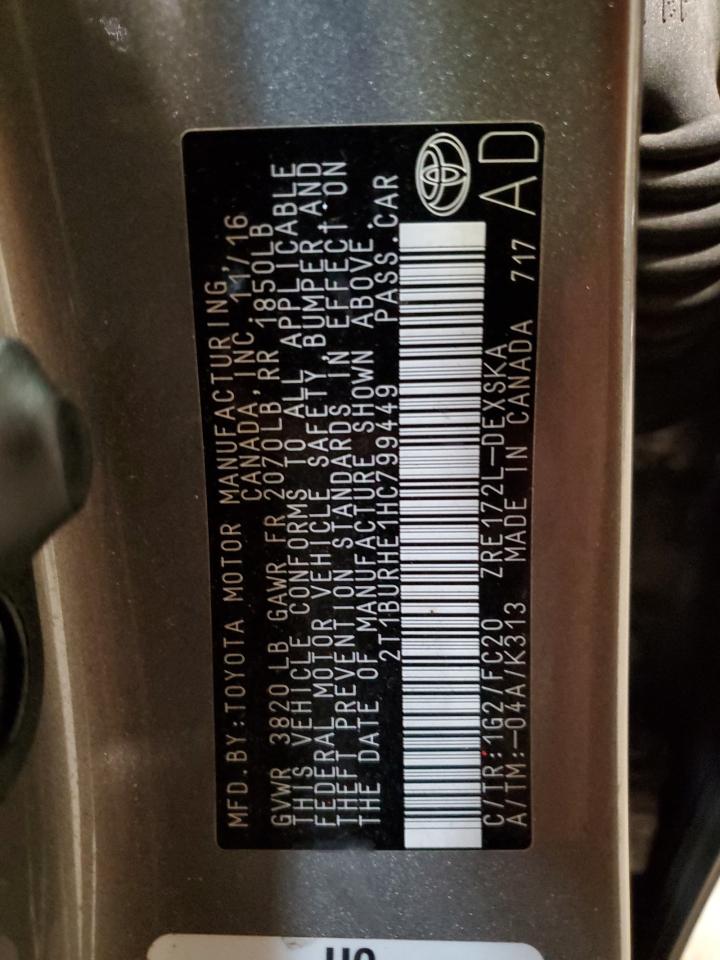 MFD.BY:TOYOTA MOTOR MANUFACTURING,
CANADA,INC. 11/16
GVWR 3820 LB GAWR FR 2070LB RR 1850LB
THIS VEHICLE CONFORMS TO ALL APPLICABLE
FEDERAL MOTOR VEHICLE SAFETY,BUMPER,AND
THEFT PREVENTION STANDARDS IN EFFECT ON
THE DATE OF MANUFACTURE SHOWN ABOVE.
2T1BURHE1HC799449 PASS.CAR
C/TR:1G2/FC20 ZRE172L-DEXSKA
A/TM:-04A/K313 MADE IN CANADA 717 AD